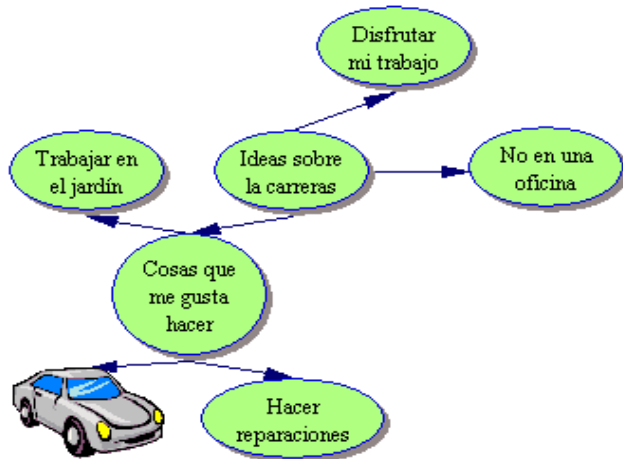 Disfrutar
mi trabajo
Trabajar en
el jardín
Ideas sobre
la carreras
No en una
oficina
Cosas que
me gusta
hacer
Hacer
reparaciones